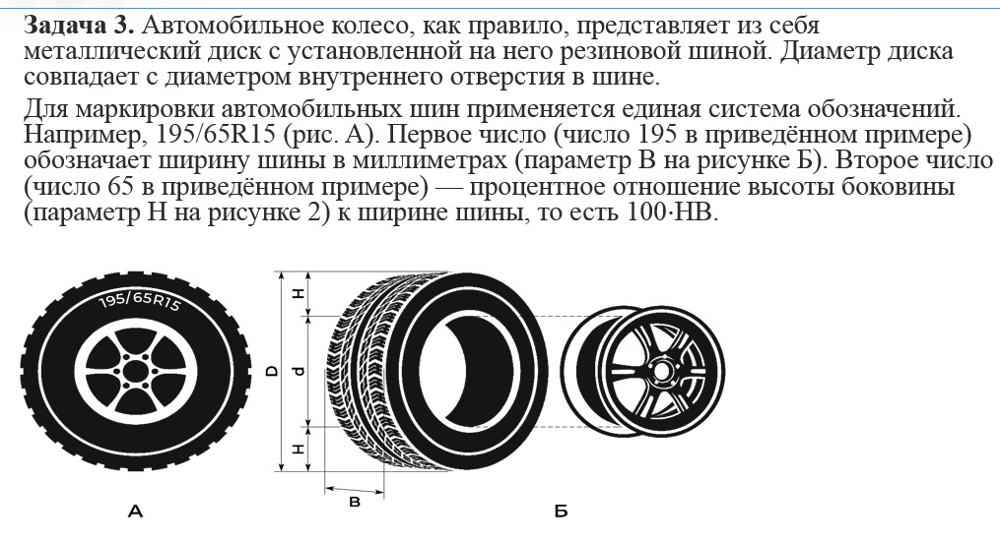 Задача 3. Автомобильное колесо, как правило, представляет из себя
металлический диск с установленной на него резиновой шиной. Диаметр диска
совпадает с диаметром внутреннего отверстия в шине.
Для маркировки автомобильных шин применяется единая система обозначений.
Например, 195/65R15 (рис. А). Первое число (число 195 в приведённом примере)
обозначает ширину шины в миллиметрах (параметр В на рисунке Б). Второе число
(число 65 в приведённом примере) — процентное отношение высоты боковины
(параметр Н на рисунке 2) к ширине шины, то есть 100·НВ.
195/65R15
H
D
d
H
B
А
Б